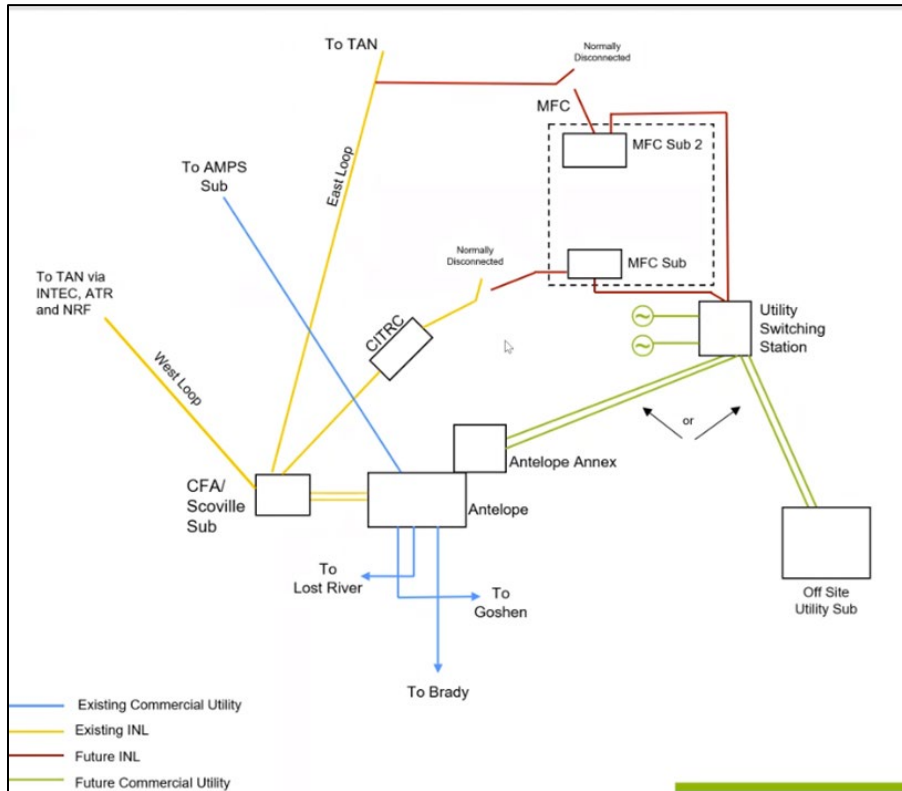 To TAN
Normally
Disconnected
MFC
MFC Sub 2
To AMPS
Sub
East Loop
Normally
Disconnected
MFC Sub
To TAN via
INTEC, ATR
and NRF
CITRC
Utility
Switching
Station
West Loop
or
Antelope Annex
CFA/
Scoville
Sub
Antelope
To
Lost River
To
Goshen
Off Site
Utility Sub
To Brady
Existing Commercial Utility
Existing INL
Future INL
Future Commercial Utility